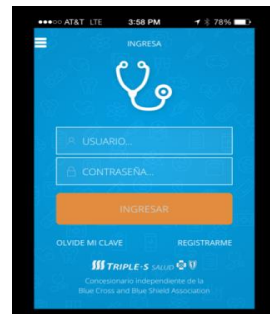 AT&T LTE 3:58 PM 78%
INGRESA
USUARIO...
CONTRASEÑA...
INGRESAR
OLVIDE MI CLAVE REGISTRARME
TRIPLE-S SALUD
Concesionario Independiente de la
Blue Cross and Blue Shield Association